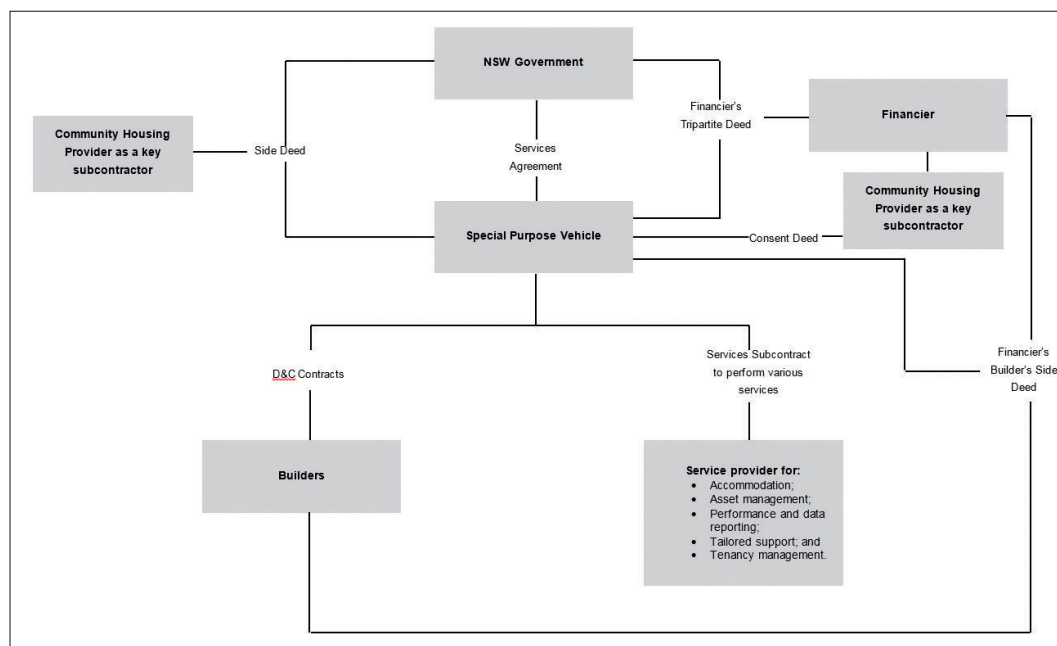 NSW Government
Financier's
Tripartite Deed
Financier
Community Housing
Provider as a key
subcontractor
Side Deed
Services
Agreement
Community Housing
Provider as a key
subcontractor
Special Purpose Vehicle
Consent Deed
D&C Contracts
Services Subcontract
to perform various
services
Financier's
Builder's Side
Deed
Builders
Service provider for:
• Accommodation;
• Asset management;
• Performance and data
reporting;
• Tailored support; and
• Tenancy management.